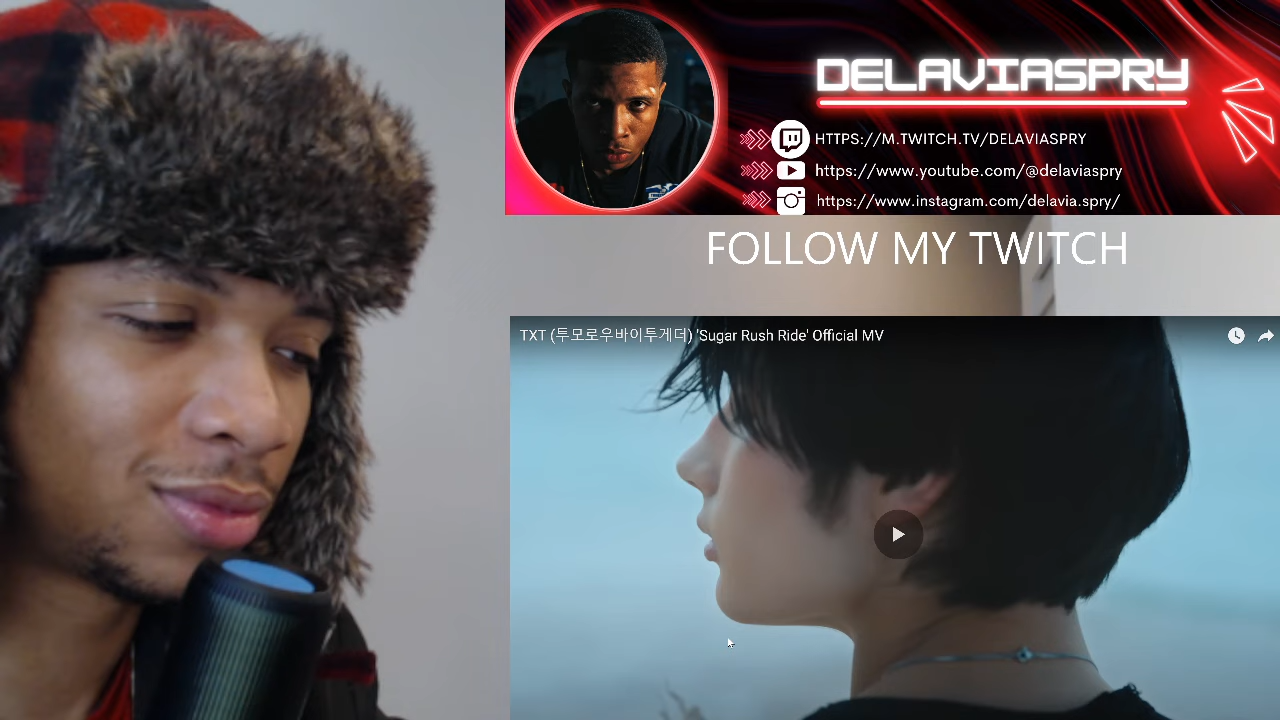 DELAVIASPRY
HTTPS://M.TWITCH.TV/DELAVIASPRY
https://www.youtube.com/@delaviaspry
https://www.instagram.com/delavia.spry/
FOLLOW MY TWITCH
TXT (투모로우바이투게더) 'Sugar Rush Ride' Official MV